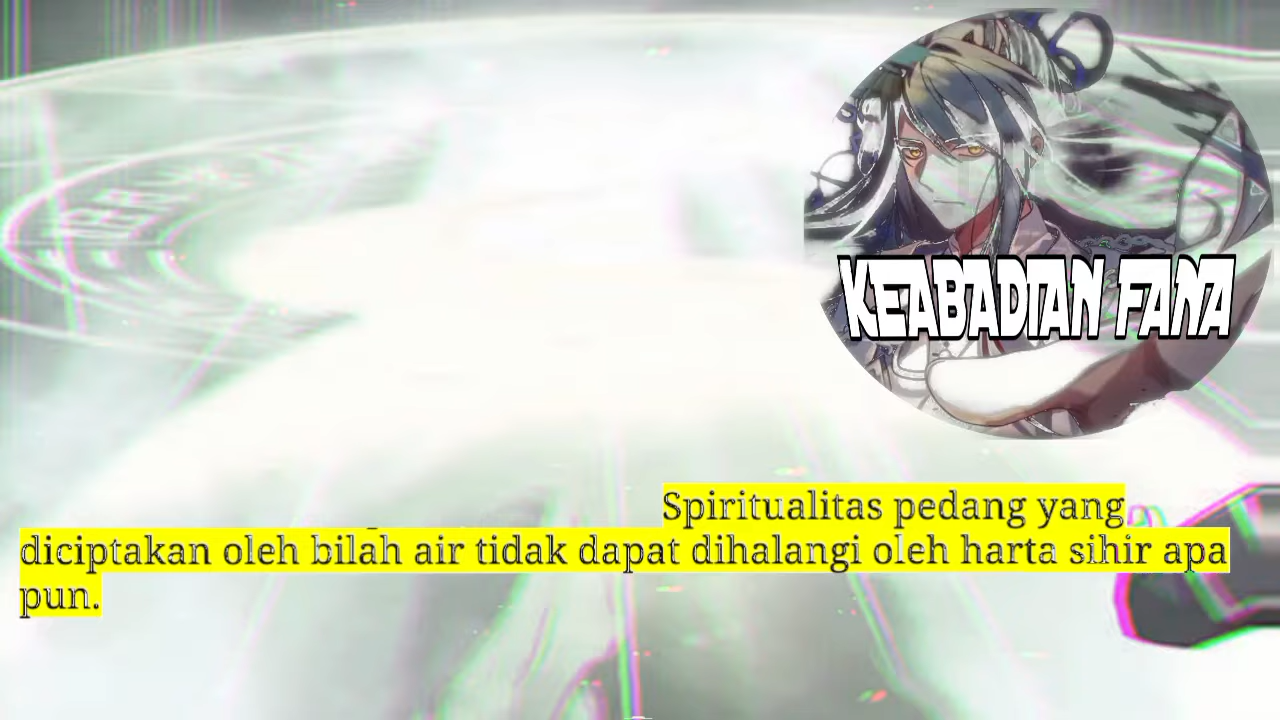 KEABADIAN FANA
Spiritualitas pedang yang
diciptakan oleh bilah air tidak dapat dihalangi oleh harta sihir apa
pun.